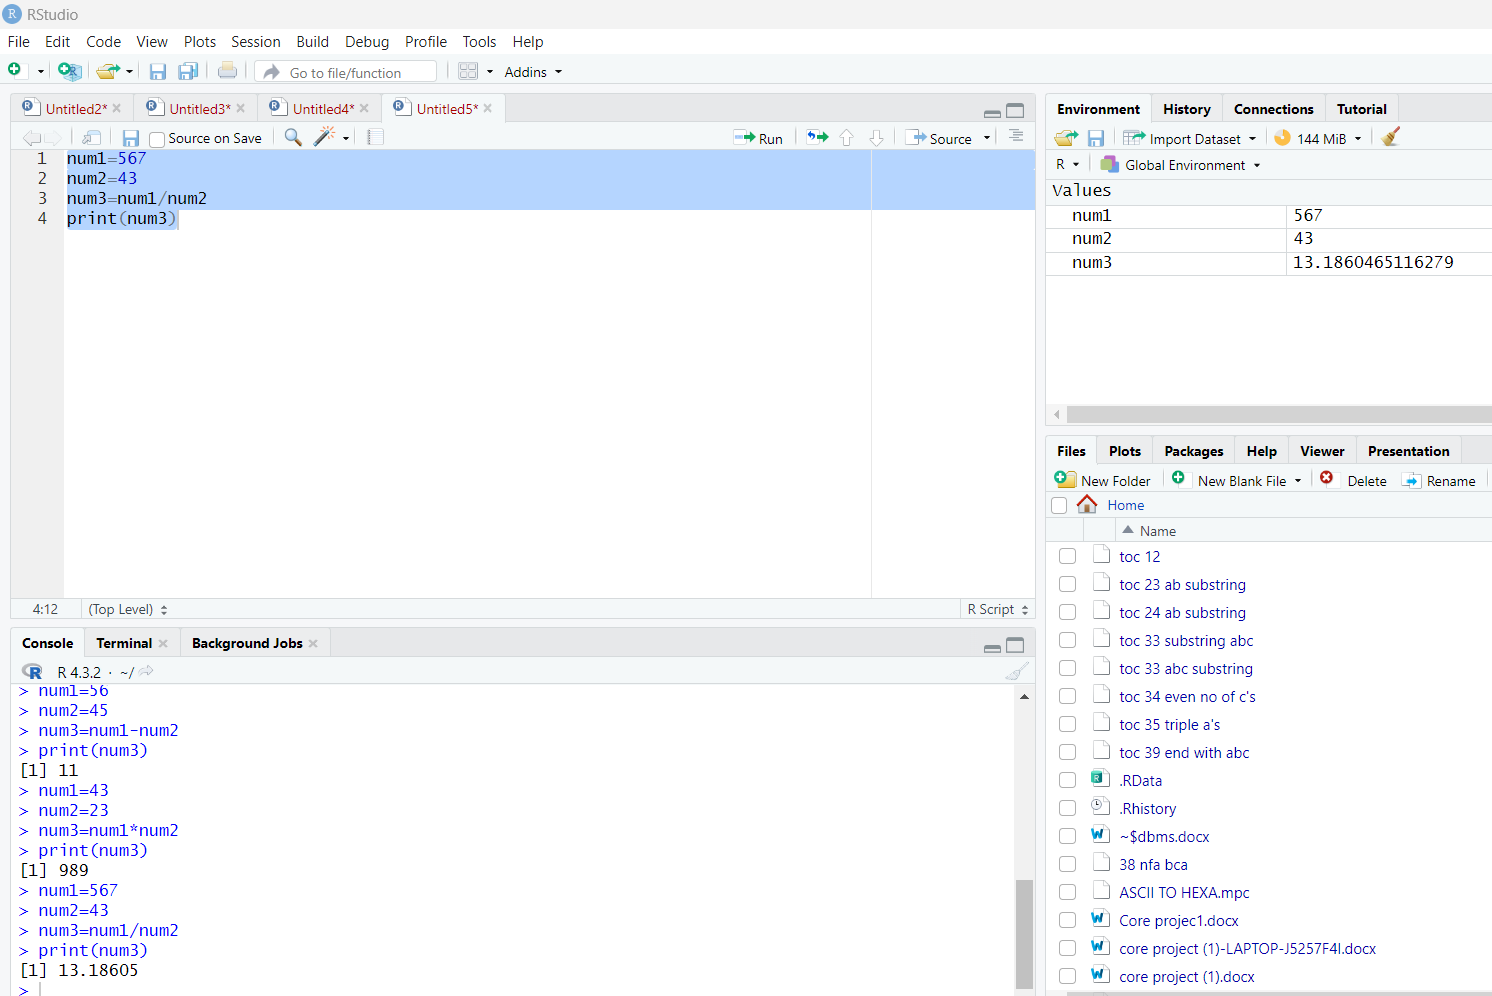 RStudio
File Edit Code View Plots Session Build Debug Profile Tools Help
Go to file/function Addins
Untitled2* Untitled3* Untitled4* Untitled5*
Source on Save Run Source
1 num1=567
2 num2=43
3 num3=num1/num2
4 print(num3)
4:12 (Top Level) R Script
Console Terminal Background Jobs
R 4.3.2 · ~/
> num1=56
> num2=45
> num3=num1-num2
> print(num3)
[1] 11
> num1=43
> num2=23
> num3=num1*num2
> print(num3)
[1] 989
> num1=567
> num2=43
> num3=num1/num2
> print(num3)
[1] 13.18605
>
Environment History Connections Tutorial
Import Dataset 144 MiB
R Global Environment
Values
num1 567
num2 43
num3 13.1860465116279
Files Plots Packages Help Viewer Presentation
New Folder New Blank File Delete Rename
Home
Name
toc 12
toc 23 ab substring
toc 24 ab substring
toc 33 substring abc
toc 33 abc substring
toc 34 even no of c's
toc 35 triple a's
toc 39 end with abc
.RData
.Rhistory
~$dbms.docx
38 nfa bca
ASCII TO HEXA.mpc
Core projec1.docx
core project (1)-LAPTOP-J5257F4I.docx
core project (1).docx